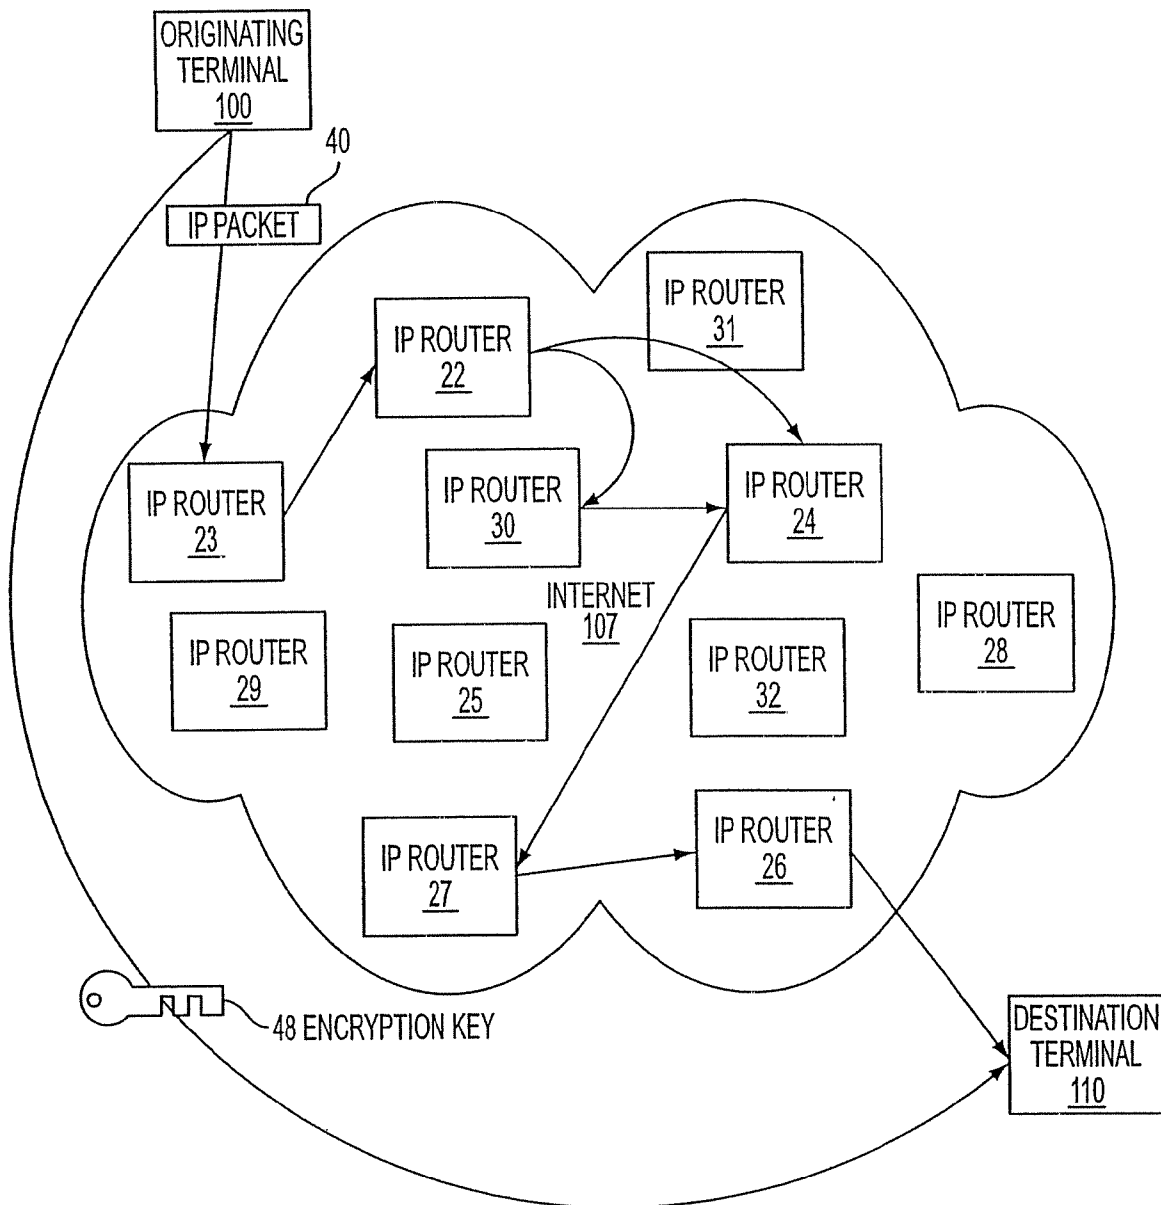 ORIGINATING
TERMINAL
100
40
IP PACKET
IP ROUTER
31
IP ROUTER
22
IP ROUTER
23
IP ROUTER
30
IP ROUTER
24
INTERNET
107
IP ROUTER
28
IP ROUTER
29
IP ROUTER
25
IP ROUTER
32
IP ROUTER
27
IP ROUTER
26
48 ENCRYPTION KEY
DESTINATION
TERMINAL
110